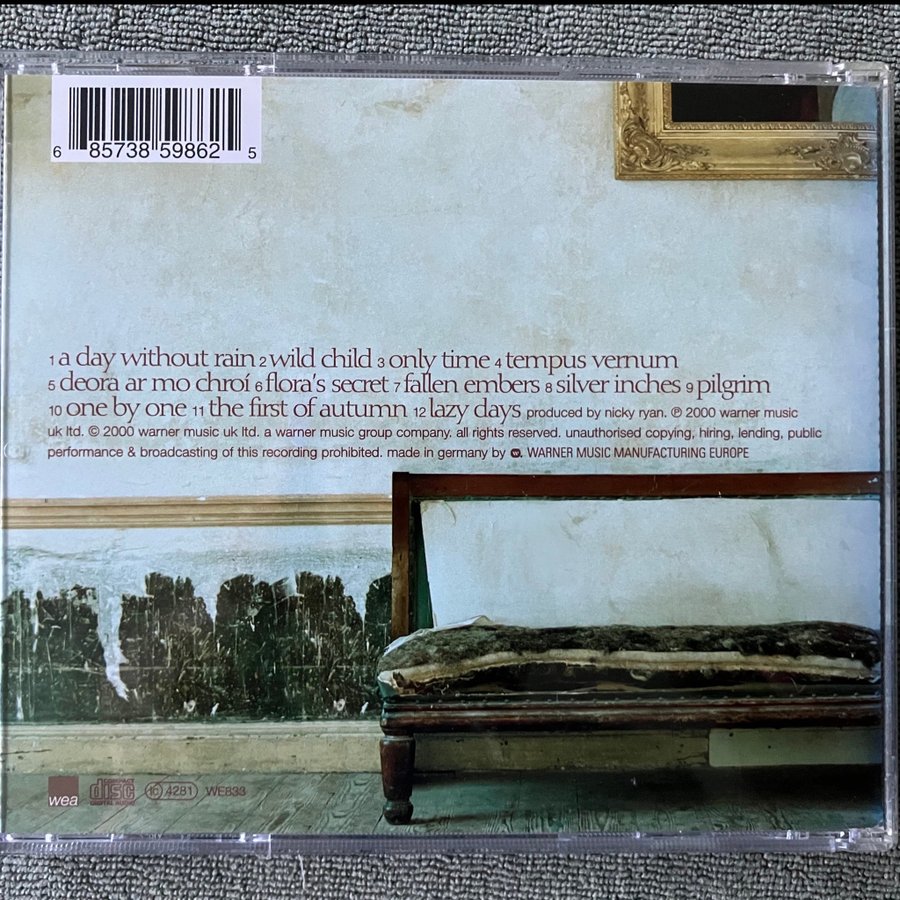 6 85738 59862 5
1 a day without rain 2 wild child 3 only time 4 tempus vernum
5 deora ar mo chroí 6 flora's secret 7 fallen embers 8 silver inches 9 pilgrim
10 one by one 11 the first of autumn 12 lazy days produced by nicky ryan. ℗ 2000 warner music
uk ltd. © 2000 warner music uk ltd. a warner music group company. all rights reserved. unauthorised copying, hiring, lending, public
performance & broadcasting of this recording prohibited. made in germany by w. WARNER MUSIC MANUFACTURING EUROPE
wea COMPACT disc DIGITAL AUDIO LC 4281 WE833